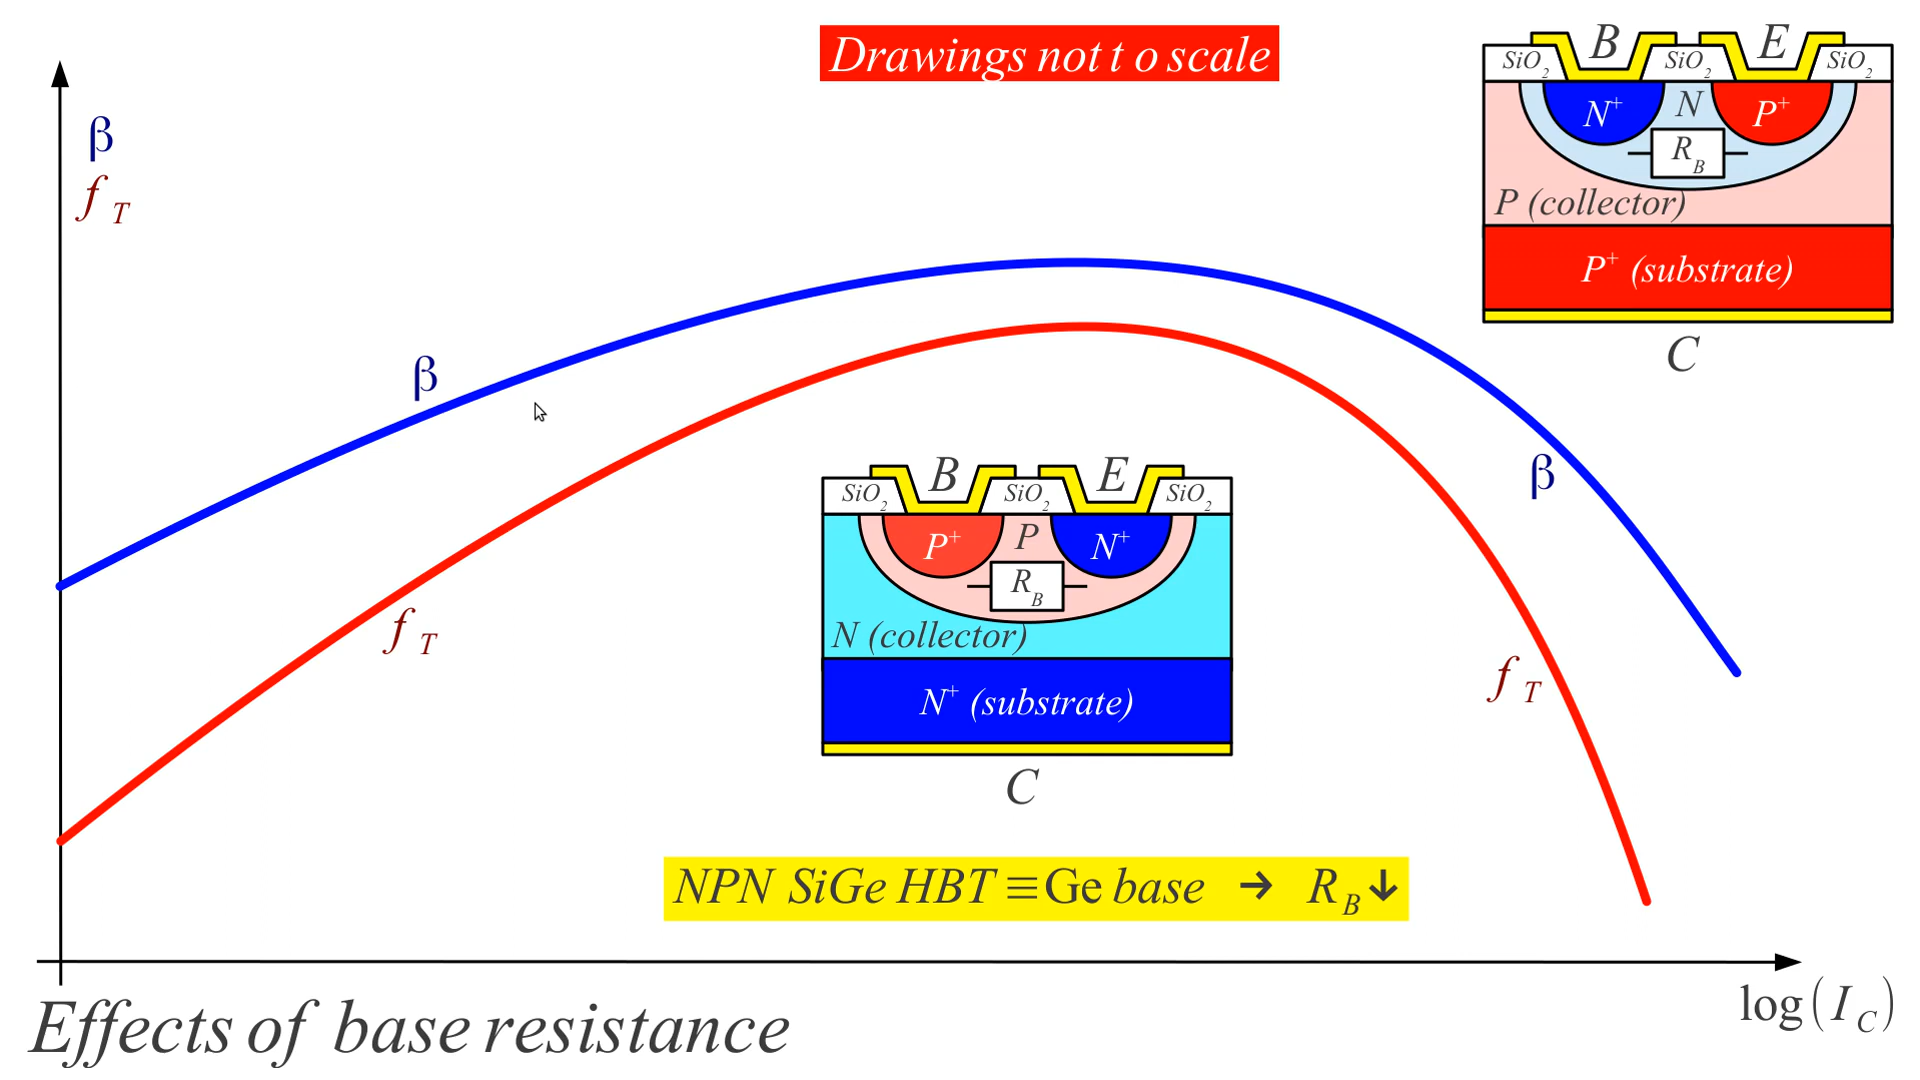 Drawings not t o scale
B E
SiO2 SiO2 SiO2
N+ N P+
RB
P (collector)
P+ (substrate)
C
β
f T
β
β
B E
SiO2 SiO2 SiO2
P+ P N+
RB
N (collector)
f T
f T
N+ (substrate)
C
NPN SiGe HBT ≡ Ge base → RB ↓
log(IC)
Effects of base resistance